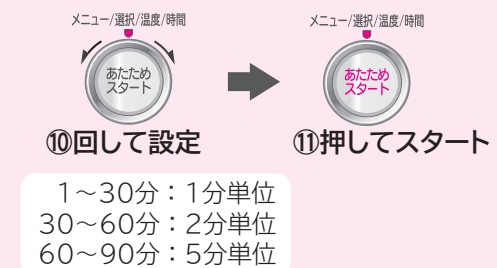 メニュー/選択/温度/時間
あたため
スタート
⑩回して設定
メニュー/選択/温度/時間
あたため
スタート
⑪押してスタート
1～30分：1分単位
30～60分：2分単位
60～90分：5分単位